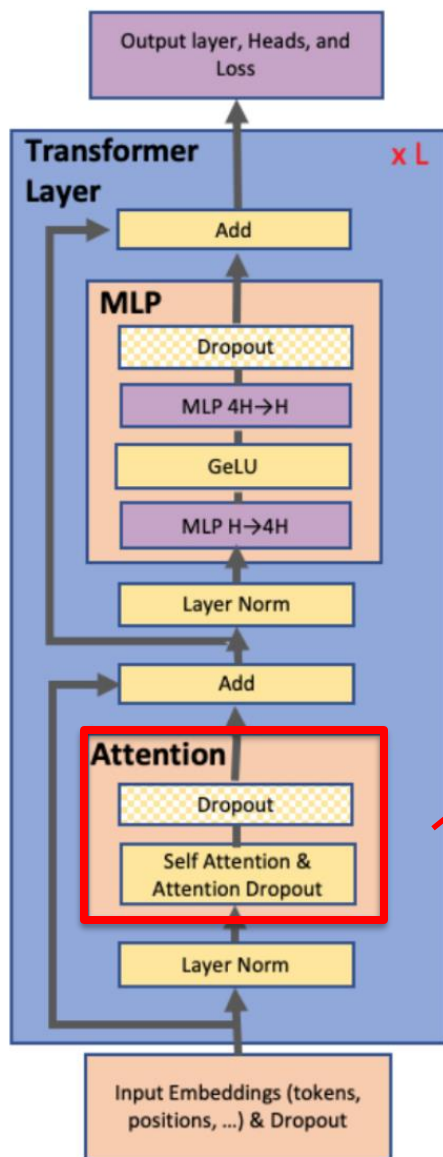 Output layer, Heads, and
Loss
Transformer
Layer
x L
Add
MLP
Dropout
MLP 4H→H
GeLU
MLP H→4H
Layer Norm
Add
Attention
Dropout
Self Attention &
Attention Dropout
Layer Norm
Input Embeddings (tokens,
positions, ...) & Dropout